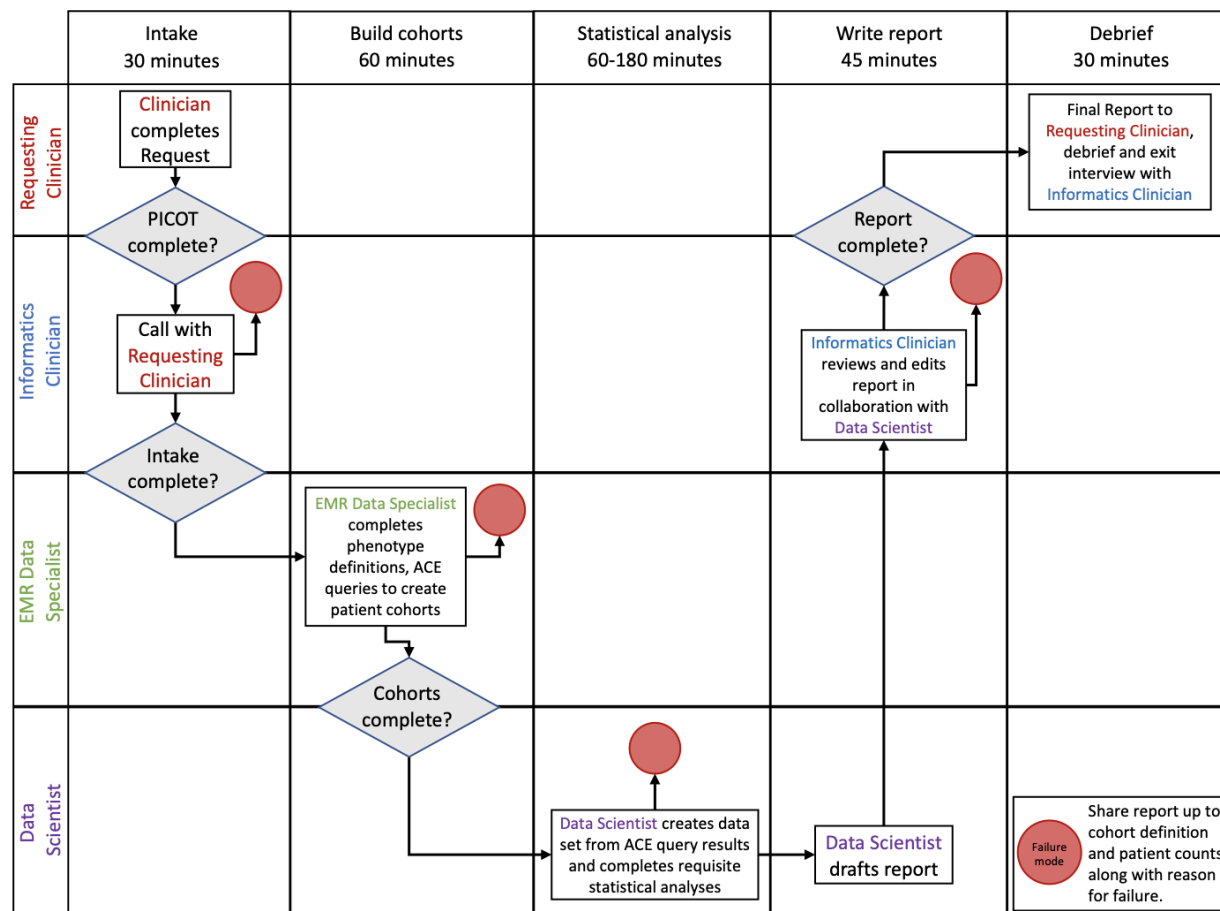 Intake
30 minutes
Build cohorts
60 minutes
Statistical analysis
60-180 minutes
Write report
45 minutes
Debrief
30 minutes
Requesting
Clinician
Clinician
completes
Request
PICOT
complete?
Report
complete?
Final Report to
Requesting Clinician,
debrief and exit
interview with
Informatics Clinician
Informatics
Clinician
Call with
Requesting
Clinician
Intake
complete?
Informatics Clinician
reviews and edits
report in
collaboration with
Data Scientist
EMR Data
Specialist
EMR Data Specialist
completes
phenotype
definitions, ACE
queries to create
patient cohorts
Cohorts
complete?
Data
Scientist
Data Scientist creates data
set from ACE query results
and completes requisite
statistical analyses
Data Scientist
drafts report
Failure
mode
Share report up to
cohort definition
and patient counts
along with reason
for failure.